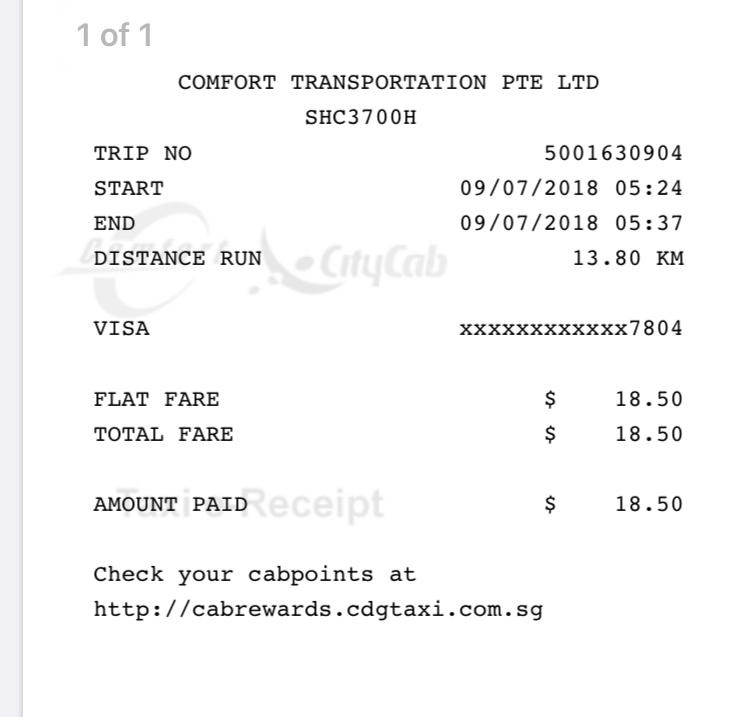 1 of 1
COMFORT TRANSPORTATION PTE LTD
SHC3700H
TRIP NO 5001630904
START 09/07/2018 05:24
END 09/07/2018 05:37
Comfort CityCab
DISTANCE RUN 13.80 KM
VISA xxxxxxxxxxxx7804
FLAT FARE $ 18.50
TOTAL FARE $ 18.50
Taxi e-Receipt
AMOUNT PAID $ 18.50
Check your cabpoints at
http://cabrewards.cdgtaxi.com.sg